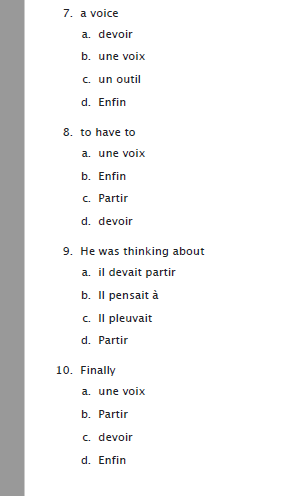 7. a voice
a. devoir
b. une voix
c. un outil
d. Enfin
8. to have to
a. une voix
b. Enfin
c. Partir
d. devoir
9. He was thinking about
a. il devait partir
b. Il pensait à
c. Il pleuvait
d. Partir
10. Finally
a. une voix
b. Partir
c. devoir
d. Enfin